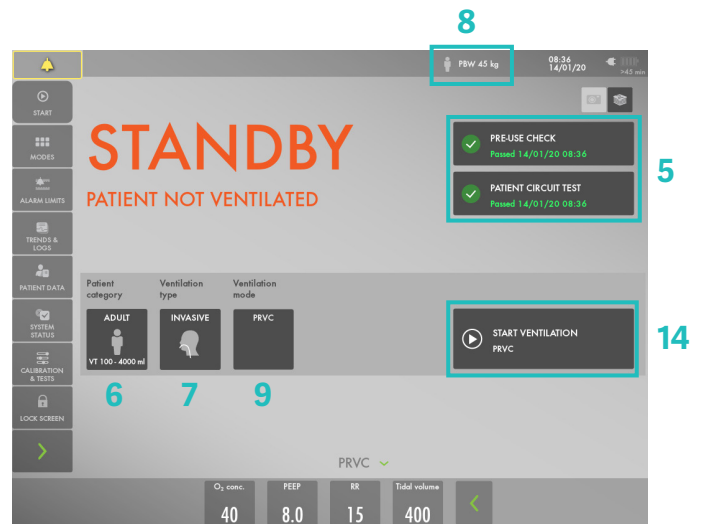 8
PBW 45 kg
08:36
14/01/20
>45 min
START
STANDBY
PRE-USE CHECK
Passed 14/01/20 08:36
MODES
5
PATIENT NOT VENTILATED
PATIENT CIRCUIT TEST
Passed 14/01/20 08:36
ALARM LIMITS
TRENDS &
LOGS
PATIENT DATA
Patient
category
Ventilation
type
Ventilation
mode
ADULT
INVASIVE
PRVC
VT 100 - 4000 ml
START VENTILATION
PRVC
14
SYSTEM
STATUS
CALIBRATION
& TESTS
6
7
9
LOCK SCREEN
PRVC
O₂ conc.
PEEP
RR
Tidal volume
40
8.0
15
400